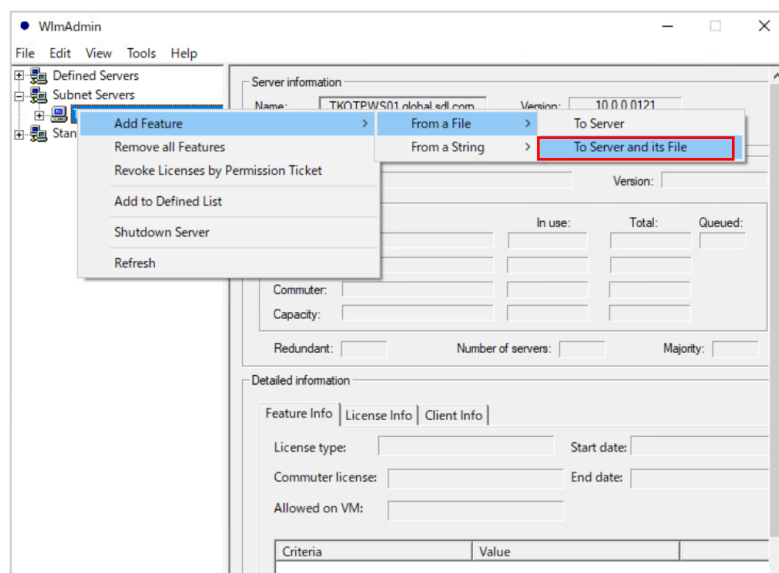 WlmAdmin
File Edit View Tools Help
Defined Servers
Subnet Servers
Stan
Add Feature
Remove all Features
Revoke Licenses by Permission Ticket
Add to Defined List
Shutdown Server
Refresh
From a File
From a String
To Server
To Server and its File
Server information
Name: TKOTPWS01.global.sdl.com Version: 10.0.0.0121
Version:
In use: Total: Queued:
Commuter:
Capacity:
Redundant: Number of servers: Majority:
Detailed information
Feature Info License Info Client Info
License type: Start date:
Commuter license: End date:
Allowed on VM:
Criteria Value